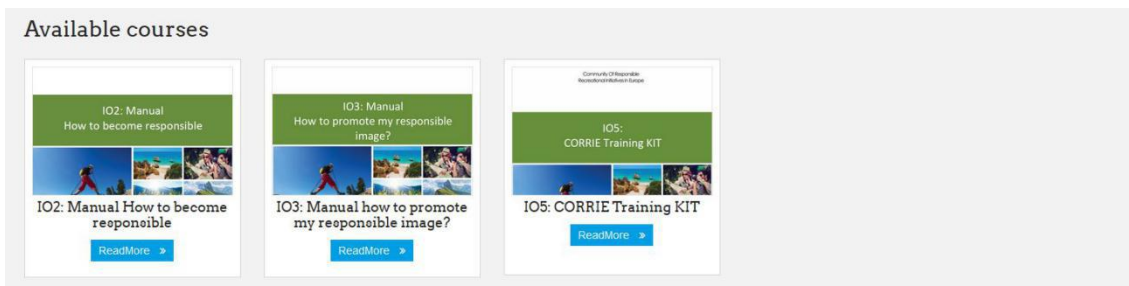 Available courses
IO2: Manual
How to become responsible
IO2: Manual How to become
responsible
ReadMore »
IO3: Manual
How to promote my responsible
image?
IO3: Manual how to promote
my responsible image?
ReadMore »
Community Of Responsible
Recreational Initiatives in Europe
IO5:
CORRIE Training KIT
IO5: CORRIE Training KIT
ReadMore »